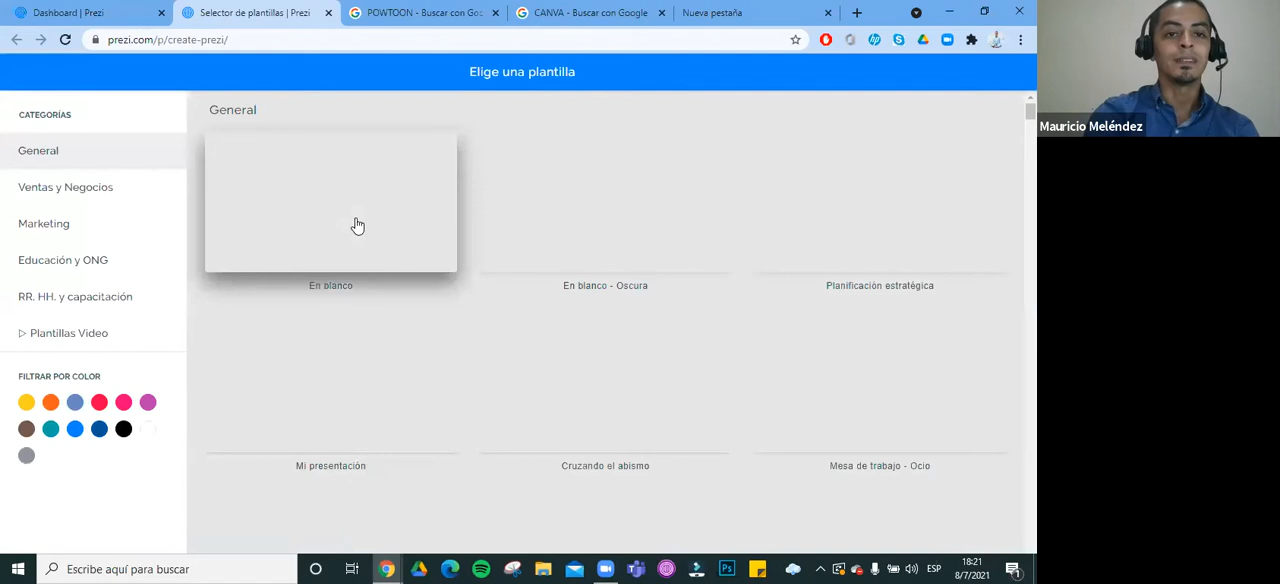 Dashboard | Prezi
Selector de plantillas | Prezi
POWTOON - Buscar con Goo
CANVA - Buscar con Google
Nueva pestaña
prezi.com/p/create-prezi/
Elige una plantilla
Mauricio Meléndez
CATEGORÍAS
General
Ventas y Negocios
Marketing
Educación y ONG
RR. HH. y capacitación
Plantillas Video
FILTRAR POR COLOR
General
En blanco
En blanco - Oscura
Planificación estratégica
Mi presentación
Cruzando el abismo
Mesa de trabajo - Ocio
Escribe aquí para buscar
ESP
18:21
8/7/2021